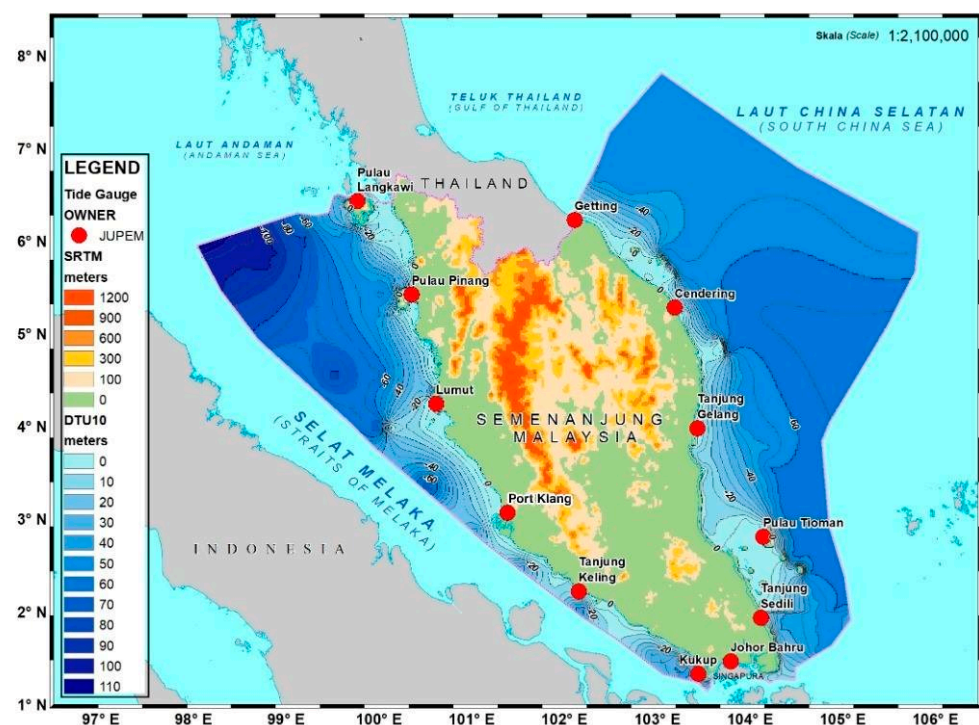 Skala (Scale) 1:2,100,000
8° N
7° N
6° N
5° N
4° N
3° N
2° N
1° N
TELUK THAILAND
(GULF OF THAILAND)
LAUT CHINA SELATAN
(SOUTH CHINA SEA)
LAUT ANDAMAN
(ANDAMAN SEA)
LEGEND
Tide Gauge
OWNER
JUPEM
SRTM
meters
1200
900
600
300
100
0
DTU10
meters
0
10
20
30
40
50
60
70
80
90
100
110
Pulau
Langkawi
THAILAND
Getting
Pulau Pinang
Cendering
Lumut
Tanjung
Gelang
SEMENANJUNG
MALAYSIA
SELAT MELAKA
(STRAITS OF MELAKA)
Port Klang
Pulau Tioman
INDONESIA
Tanjung
Keling
Tanjung
Sedili
Johor Bahru
Kukup
SINGAPURA
-100
-40
-20
0
-60
97° E
98° E
99° E
100° E
101° E
102° E
103° E
104° E
105° E
106° E